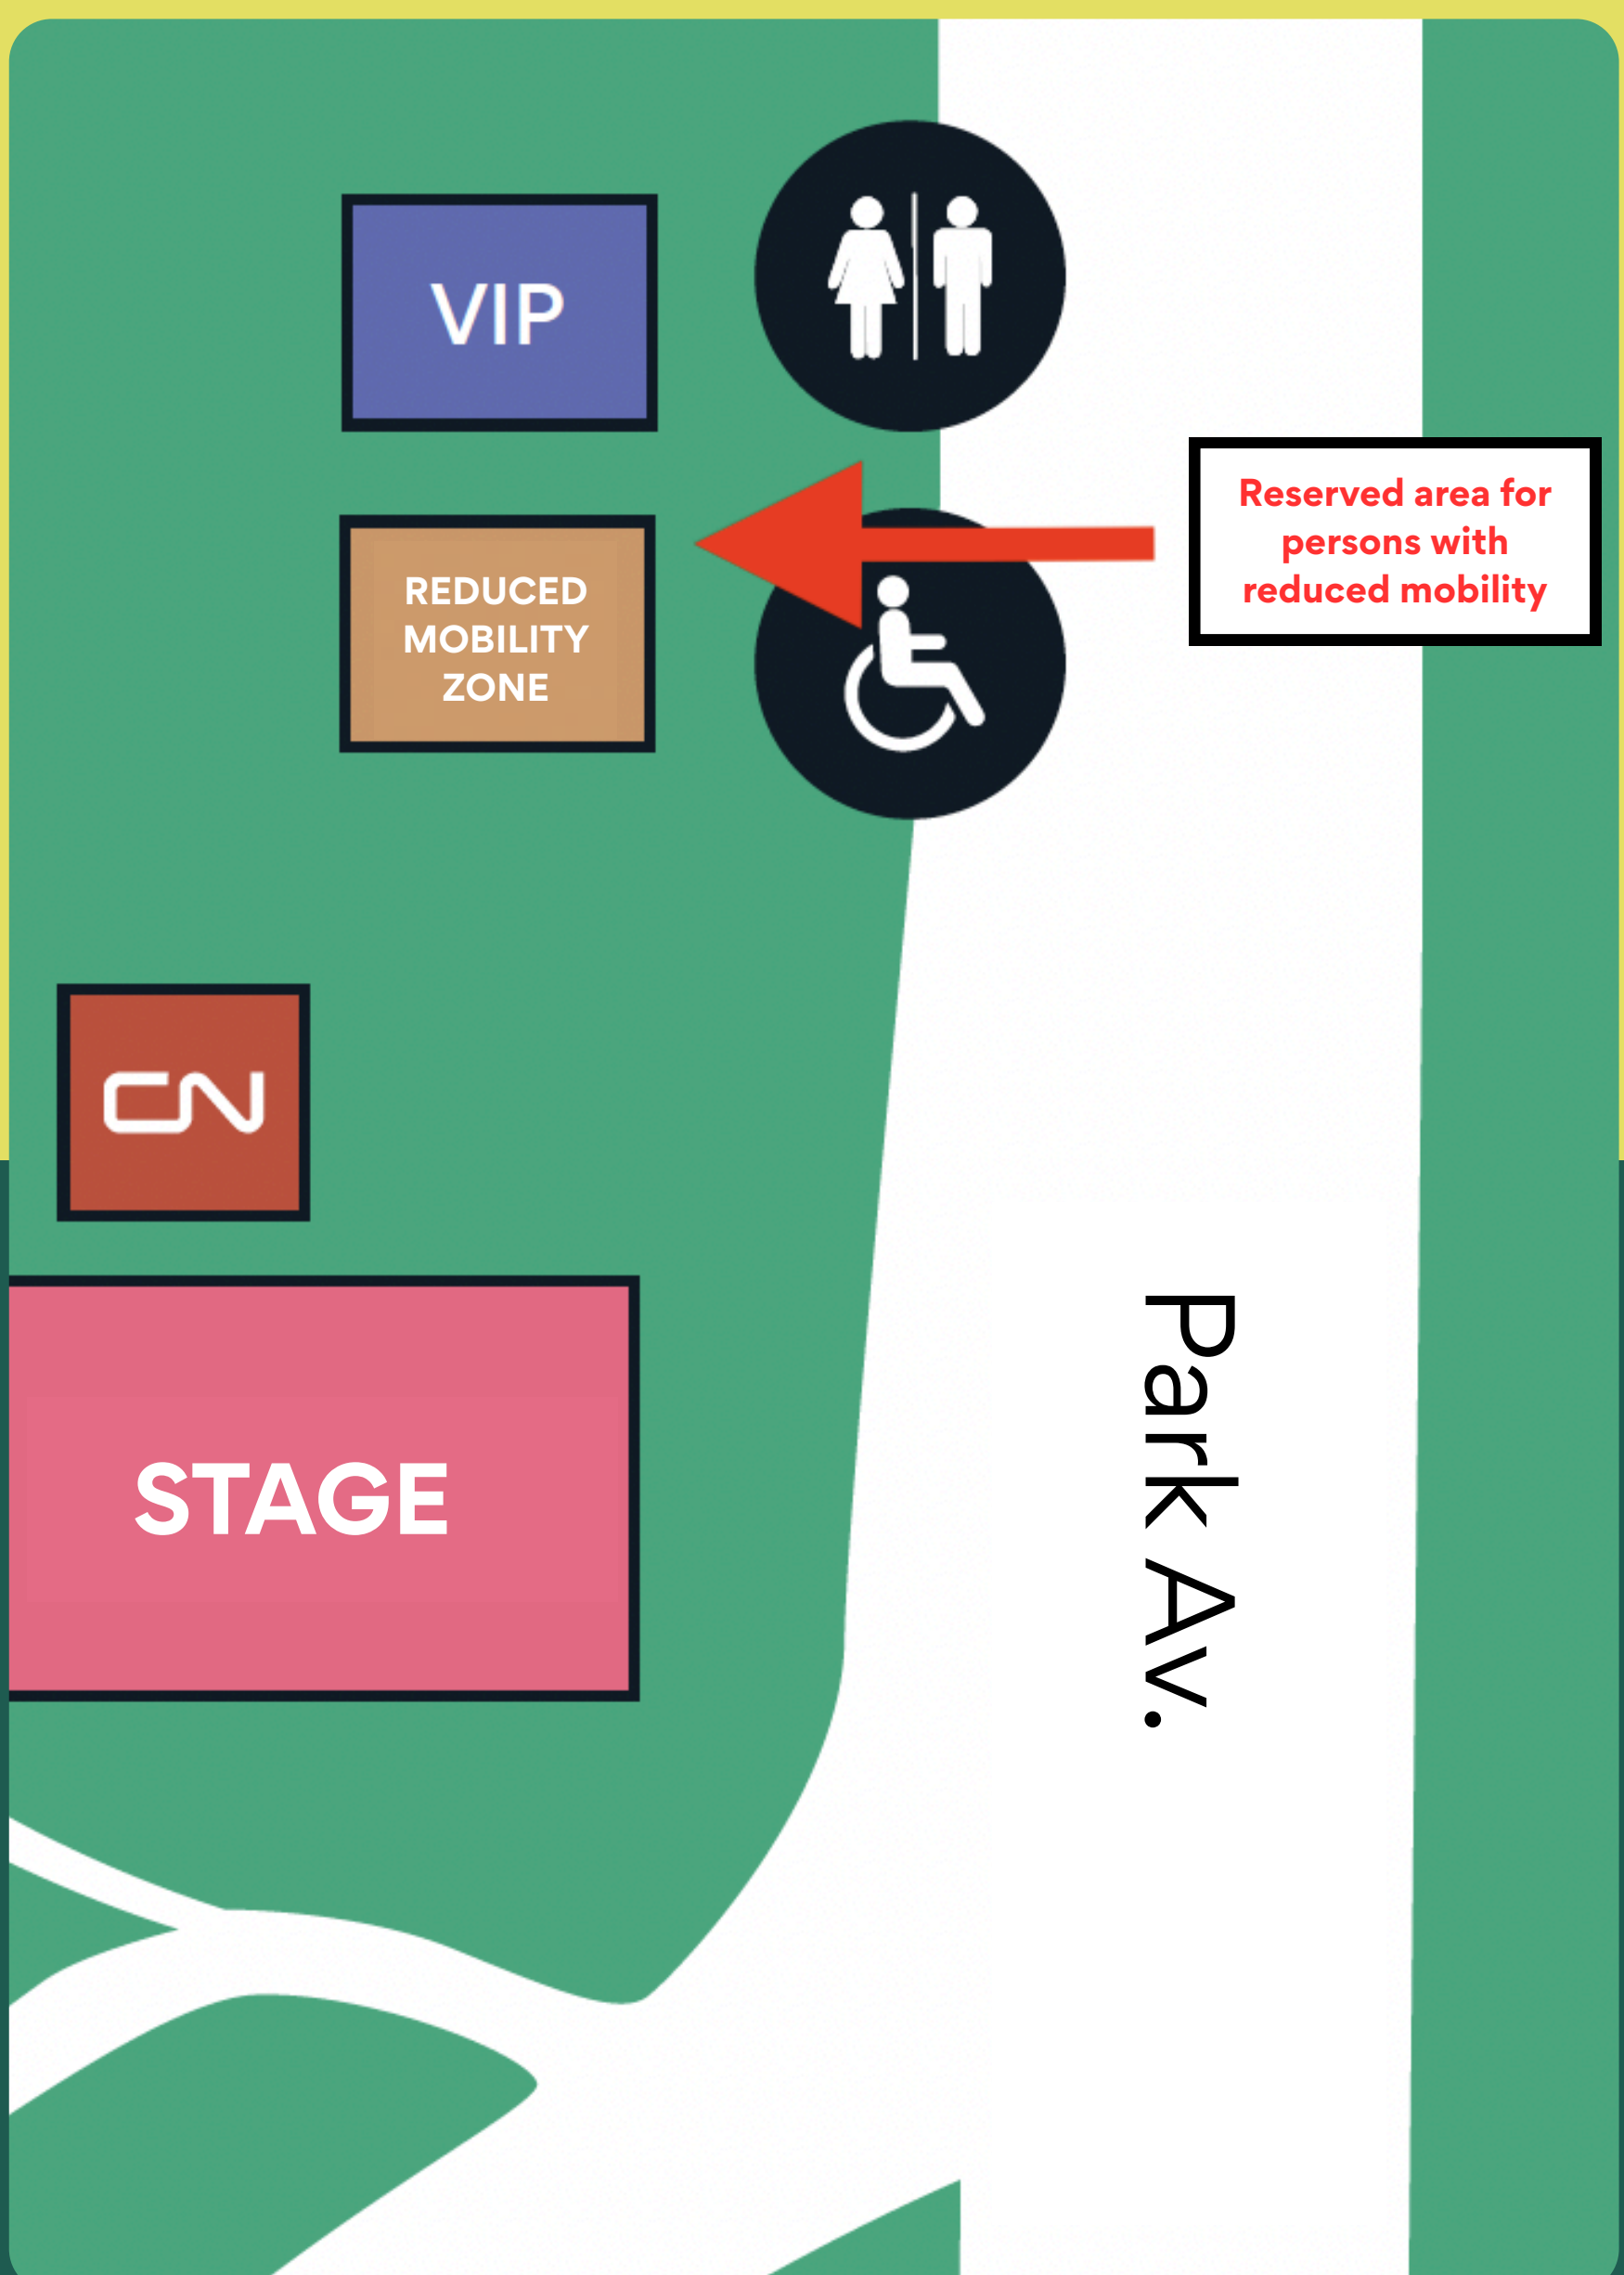 VIP
Reserved area for
persons with
reduced mobility
REDUCED
MOBILITY
ZONE
CN
STAGE
Park Av.